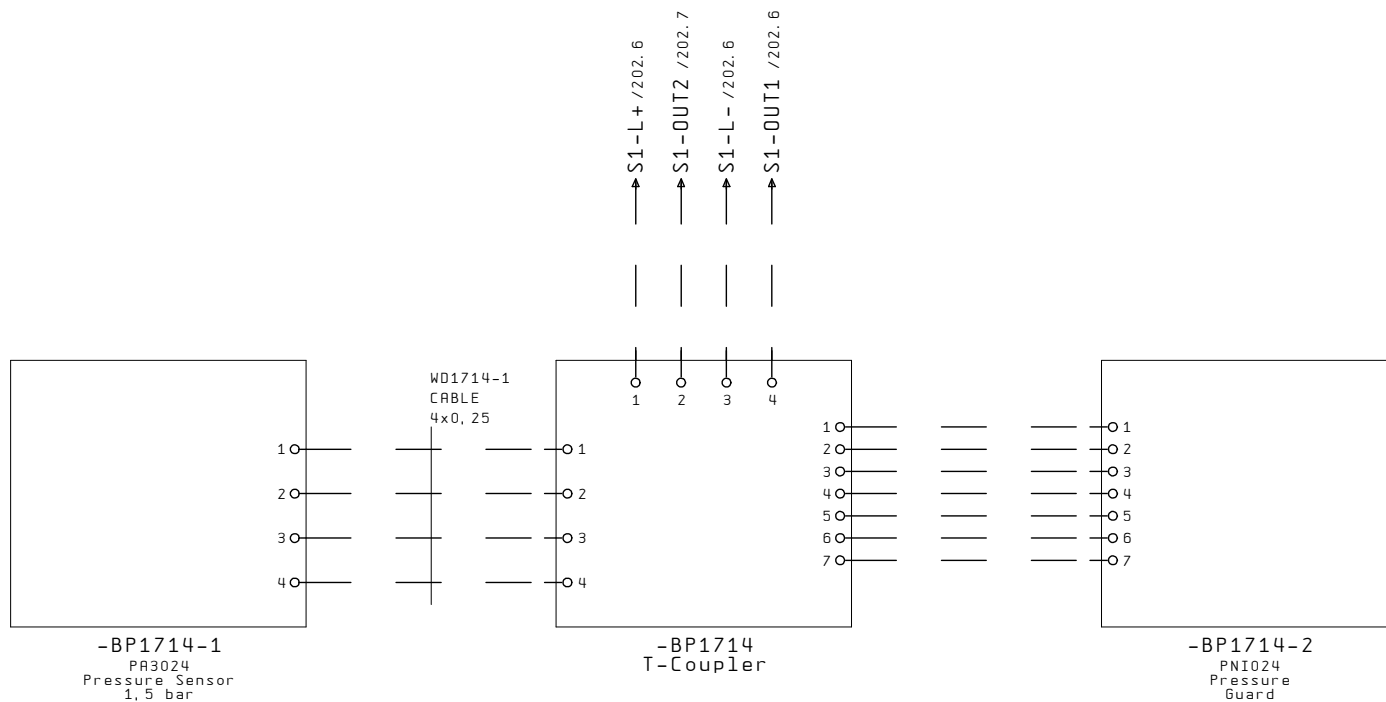 S1-L+ /202.6
S1-OUT2 /202.7
S1-L- /202.6
S1-OUT1 /202.6
WD1714-1
CABLE
4x0,25
1
2
3
4
1
2
3
4
1
2
3
4
1
2
3
4
5
6
7
1
2
3
4
5
6
7
-BP1714-1
PA3024
Pressure Sensor
1,5 bar
-BP1714
T-Coupler
-BP1714-2
PNI024
Pressure
Guard